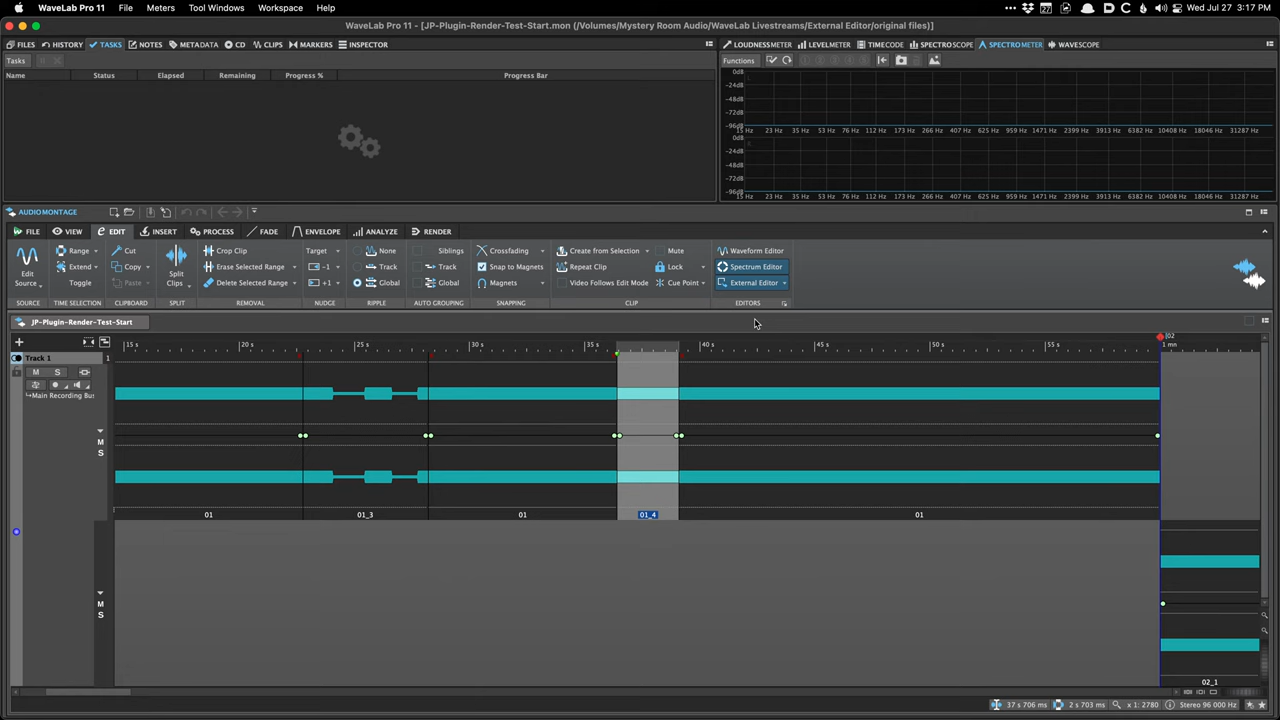 WaveLab Pro 11 File Meters Tool Windows Workspace Help Wed Jul 27 3:17 PM
WaveLab Pro 11 - [JP-Plugin-Render-Test-Start.mon (/Volumes/Mystery Room Audio/WaveLab Livestreams/External Editor/original files)]
FILES HISTORY TASKS NOTES METADATA CD CLIPS MARKERS INSPECTOR
Tasks
Name Status Elapsed Remaining Progress % Progress Bar
LOUDNESSMETER LEVELMETER TIMECODE SPECTROSCOPE SPECTROMETER WAVESCOPE
Functions
0dB
-24dB
-48dB
-72dB
-96dB
15 Hz 23 Hz 35 Hz 53 Hz 76 Hz 112 Hz 173 Hz 266 Hz 407 Hz 625 Hz 959 Hz 1471 Hz 2399 Hz 3913 Hz 6382 Hz 10408 Hz 18046 Hz 31287 Hz
0dB
-24dB
-48dB
-72dB
-96dB
15 Hz 23 Hz 35 Hz 53 Hz 76 Hz 112 Hz 173 Hz 266 Hz 407 Hz 625 Hz 959 Hz 1471 Hz 2399 Hz 3913 Hz 6382 Hz 10408 Hz 18046 Hz 31287 Hz
AUDIO MONTAGE
FILE VIEW EDIT INSERT PROCESS FADE ENVELOPE ANALYZE RENDER
Range Cut Crop Clip Target None Siblings Crossfading Create from Selection Mute Waveform Editor
Edit Source Extend Copy Split Clips Erase Selected Range -1 Track Track Snap to Magnets Repeat Clip Lock Spectrum Editor
Toggle Paste Delete Selected Range +1 Global Global Magnets Video Follows Edit Mode Cue Point External Editor
SOURCE TIME SELECTION CLIPBOARD SPLIT REMOVAL NUDGE RIPPLE AUTO GROUPING SNAPPING CLIP EDITORS
JP-Plugin-Render-Test-Start
15 s 20 s 25 s 30 s 35 s 40 s 45 s 50 s 55 s 1 mn
02
Track 1 1
M S
Main Recording Bus
M
S
01 01_3 01 01_4 01
M
S
02_1
37 s 706 ms 2 s 703 ms x 1: 2780 Stereo 96 000 Hz